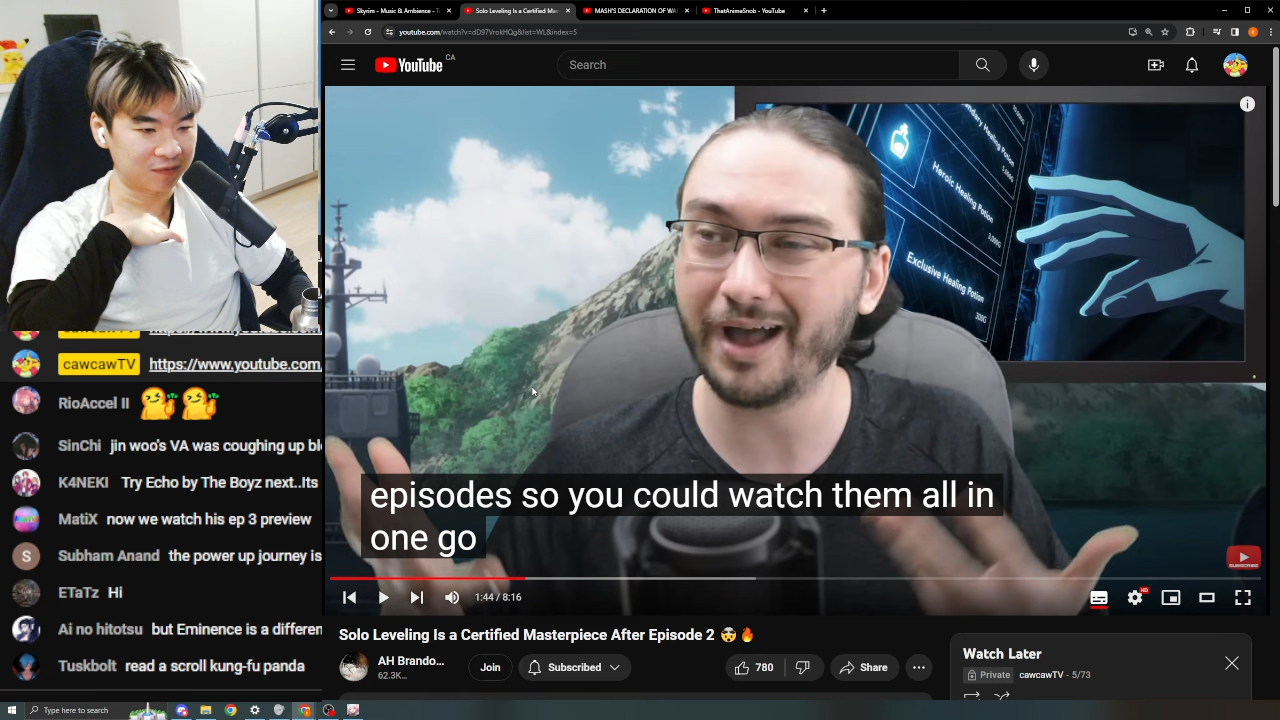 Skyrim - Music & Ambience - T
Solo Leveling Is a Certified Ma
MASH'S DECLARATION OF WA
ThatAnimeSnob - YouTube
youtube.com/watch?v=dD97VrokHQg&list=WL&index=5
YouTube CA
Search
Healing Potion
Heroic Healing Potion
Exclusive Healing Potion
300G
episodes so you could watch them all in
one go
SUBSCRIBE
HD
1:44 / 8:16
Solo Leveling Is a Certified Masterpiece After Episode 2 🤯🔥
AH Brando...
62.3K...
Join
Subscribed
780
Share
Watch Later
Private cawcawTV - 5/73
cawcawTV https://www.youtube.com
RioAccel II
SinChi jin woo's VA was coughing up bl
K4NEKI Try Echo by The Boyz next..Its
MatiX now we watch his ep 3 preview
S Subham Anand the power up journey is
ETaTz Hi
Ai no hitotsu but Eminence is a differen
Tuskbolt read a scroll kung-fu panda
Type here to search